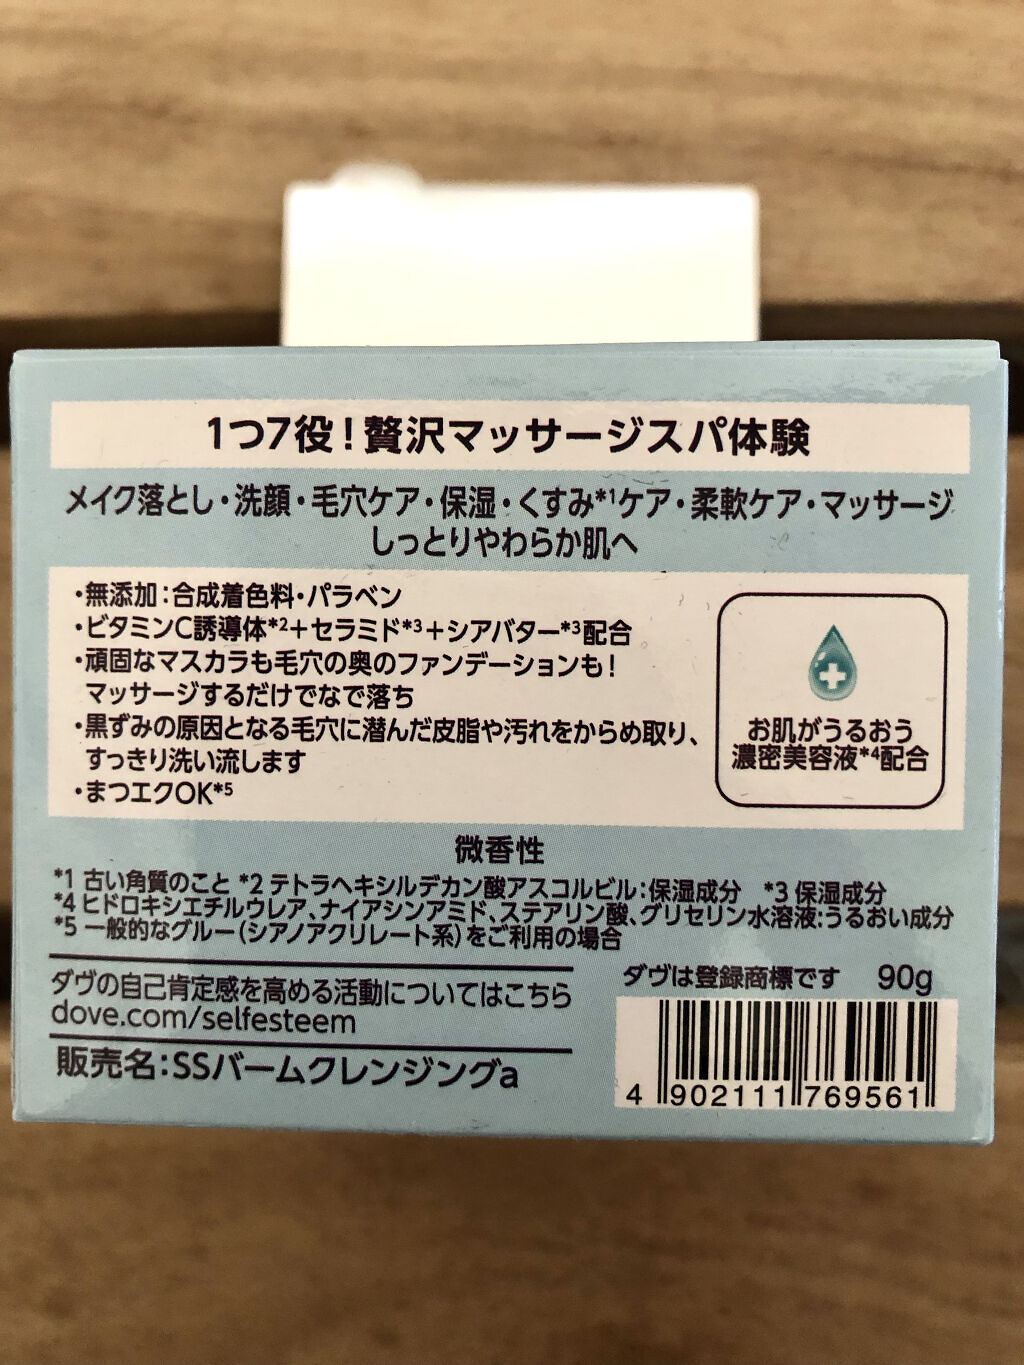 1つ7役！贅沢マッサージスパ体験
メイク落とし・洗顔・毛穴ケア・保湿・くすみ*1ケア・柔軟ケア・マッサージ
しっとりやわらか肌へ
・無添加：合成着色料・パラベン
・ビタミンC誘導体*2＋セラミド*3＋シアバター*3配合
・頑固なマスカラも毛穴の奥のファンデーションも！
マッサージするだけでなで落ち
・黒ずみの原因となる毛穴に潜んだ皮脂や汚れをからめ取り、
すっきり洗い流します
・まつエクOK*5
お肌がうるおう
濃密美容液*4配合
微香性
*1 古い角質のこと *2 テトラヘキシルデカン酸アスコルビル：保湿成分 *3 保湿成分
*4 ヒドロキシエチルウレア、ナイアシンアミド、ステアリン酸、グリセリン水溶液：うるおい成分
*5 一般的なグルー（シアノアクリレート系）をご利用の場合
ダヴの自己肯定感を高める活動についてはこちら
dove.com/selfesteem
販売名：SSバームクレンジングa
ダヴは登録商標です 90g
4 902111 769561